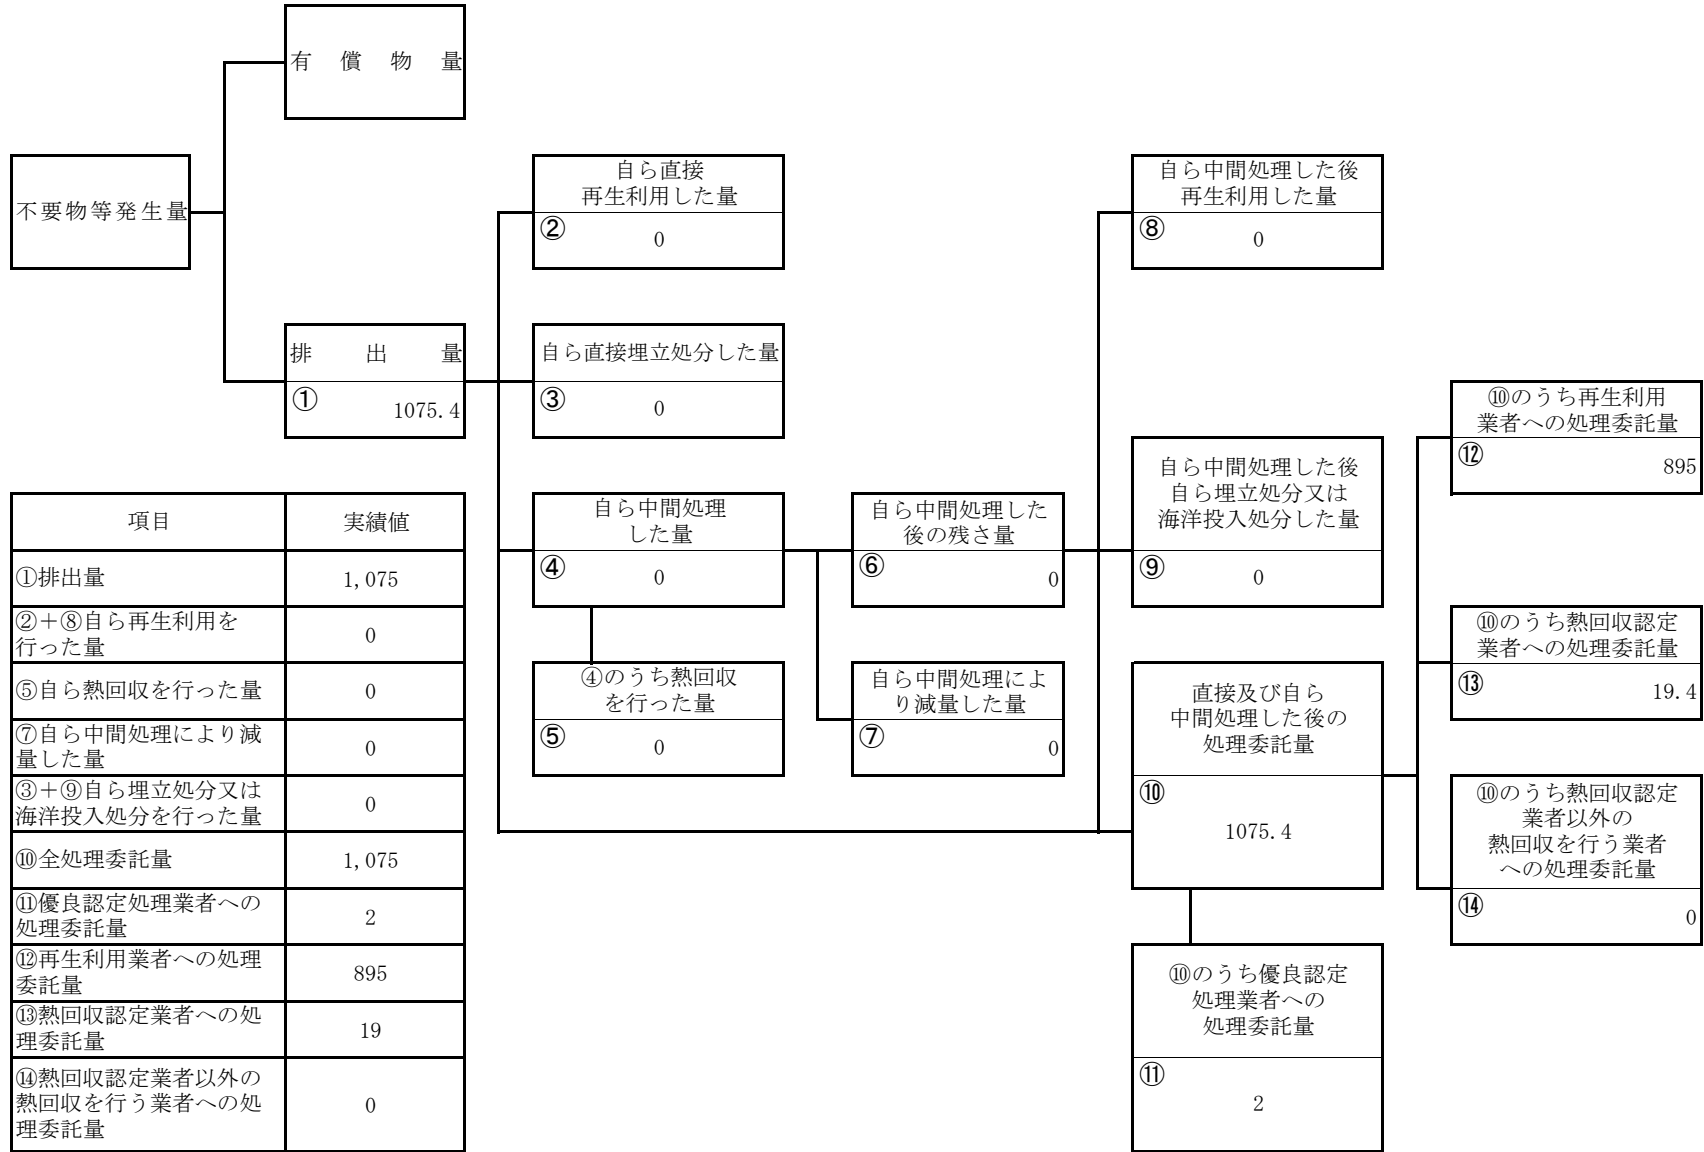 有償物量
不要物等発生量
自ら直接
再生利用した量
②
0
自ら中間処理した後
再生利用した量
⑧
0
排出量
①
1075.4
自ら直接埋立処分した量
③
0
⑩のうち再生利用
業者への処理委託量
⑫
895
自ら中間処理した後
自ら埋立処分又は
海洋投入処分した量
⑨
0
自ら中間処理
した量
④
0
自ら中間処理した
後の残さ量
⑥
0
⑩のうち熱回収認定
業者への処理委託量
⑬
19.4
④のうち熱回収
を行った量
⑤
0
自ら中間処理によ
り減量した量
⑦
0
直接及び自ら
中間処理した後の
処理委託量
⑩
1075.4
⑩のうち熱回収認定
業者以外の
熱回収を行う業者
への処理委託量
⑭
0
⑩のうち優良認定
処理業者への
処理委託量
⑪
2
項目 実績値
①排出量 1,075
②＋⑧自ら再生利用を
行った量 0
⑤自ら熱回収を行った量 0
⑦自ら中間処理により減
量した量 0
③＋⑨自ら埋立処分又は
海洋投入処分を行った量 0
⑩全処理委託量 1,075
⑪優良認定処理業者への
処理委託量 2
⑫再生利用業者への処理
委託量 895
⑬熱回収認定業者への処
理委託量 19
⑭熱回収認定業者以外の
熱回収を行う業者への処
理委託量 0